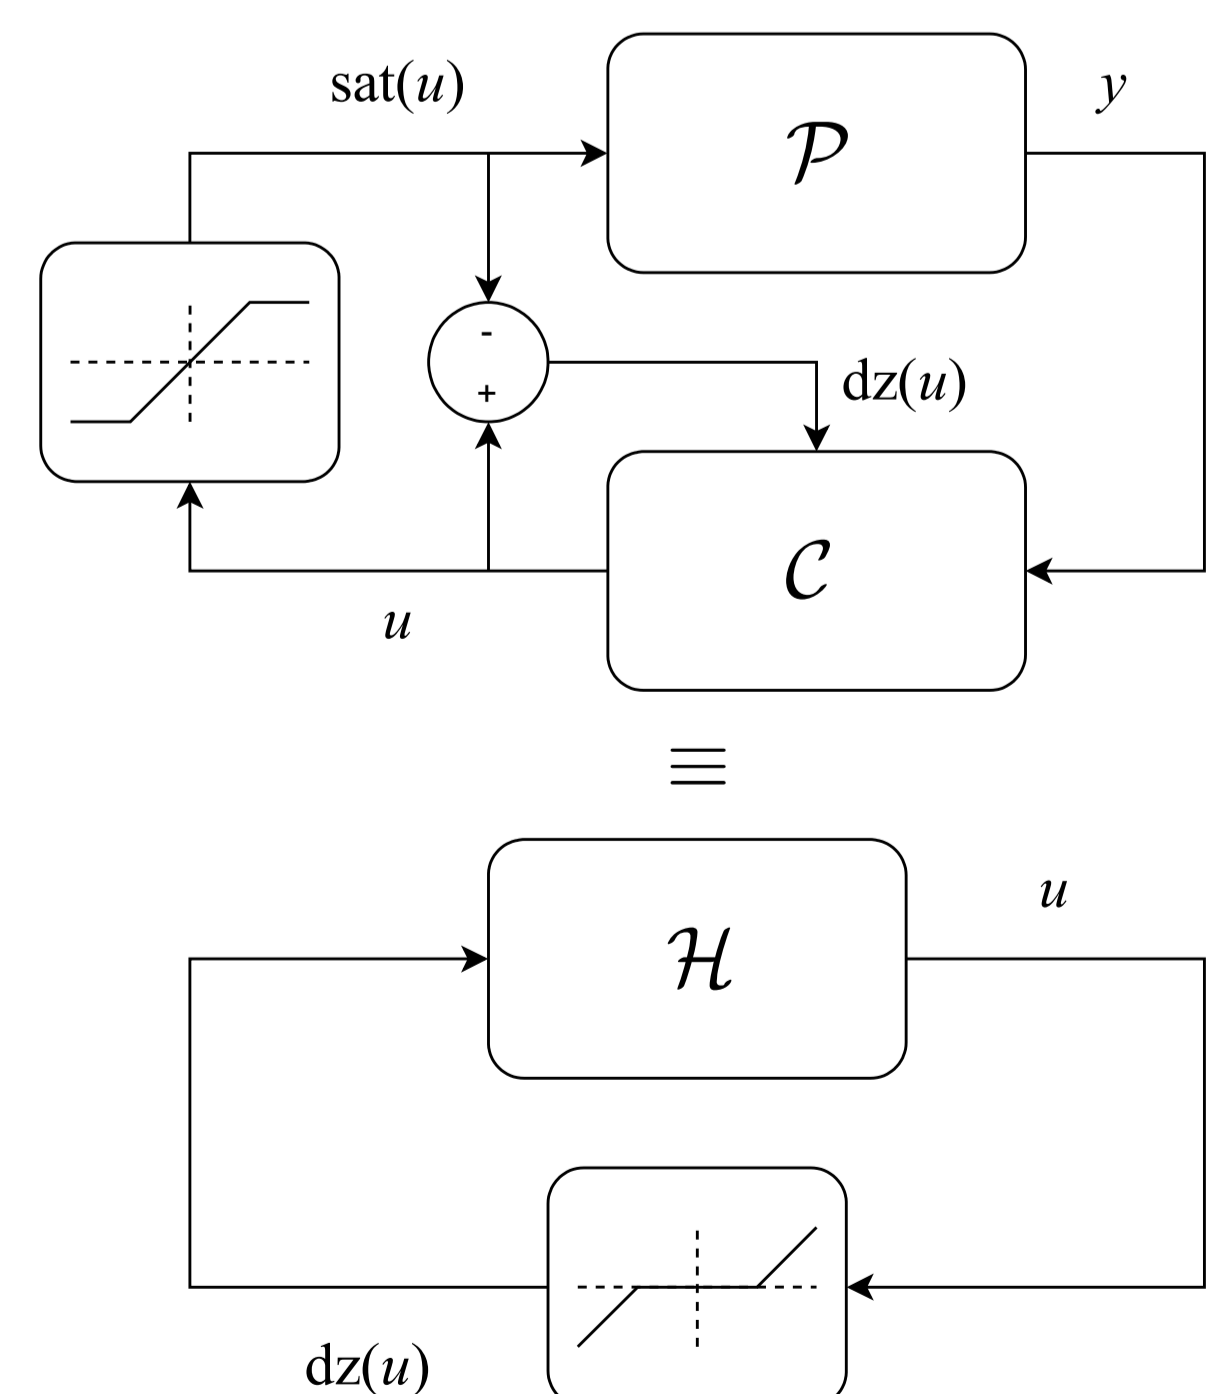 sat(u)
𝒫
y
-
+
dz(u)
𝒞
u
≡
ℋ
u
dz(u)